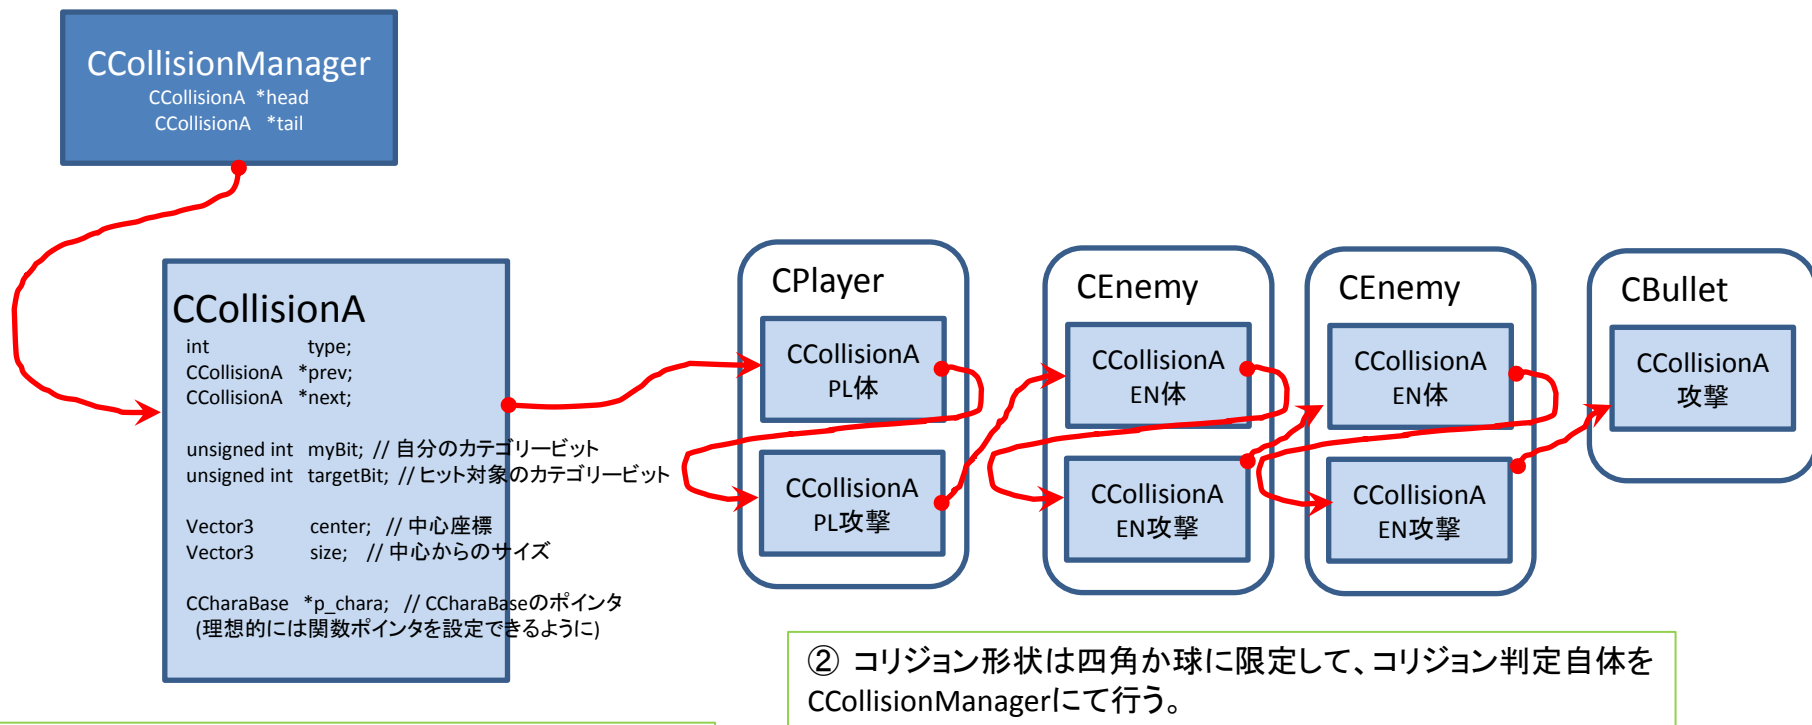 CCollisionManager
CCollisionA *head
CCollisionA *tail
CCollisionA
int type;
CCollisionA *prev;
CCollisionA *next;
unsigned int myBit; // 自分のカテゴリービット
unsigned int targetBit; // ヒット対象のカテゴリービット
Vector3 center; // 中心座標
Vector3 size; // 中心からのサイズ
CCharaBase *p_chara; // CCharaBaseのポインタ
(理想的には関数ポインタを設定できるように)
CPlayer
CCollisionA
PL体
CCollisionA
PL攻撃
CEnemy
CCollisionA
EN体
CCollisionA
EN攻撃
CEnemy
CCollisionA
EN体
CCollisionA
EN攻撃
CBullet
CCollisionA
攻撃
② コリジョン形状は四角か球に限定して、コリジョン判定自体を
CCollisionManagerにて行う。